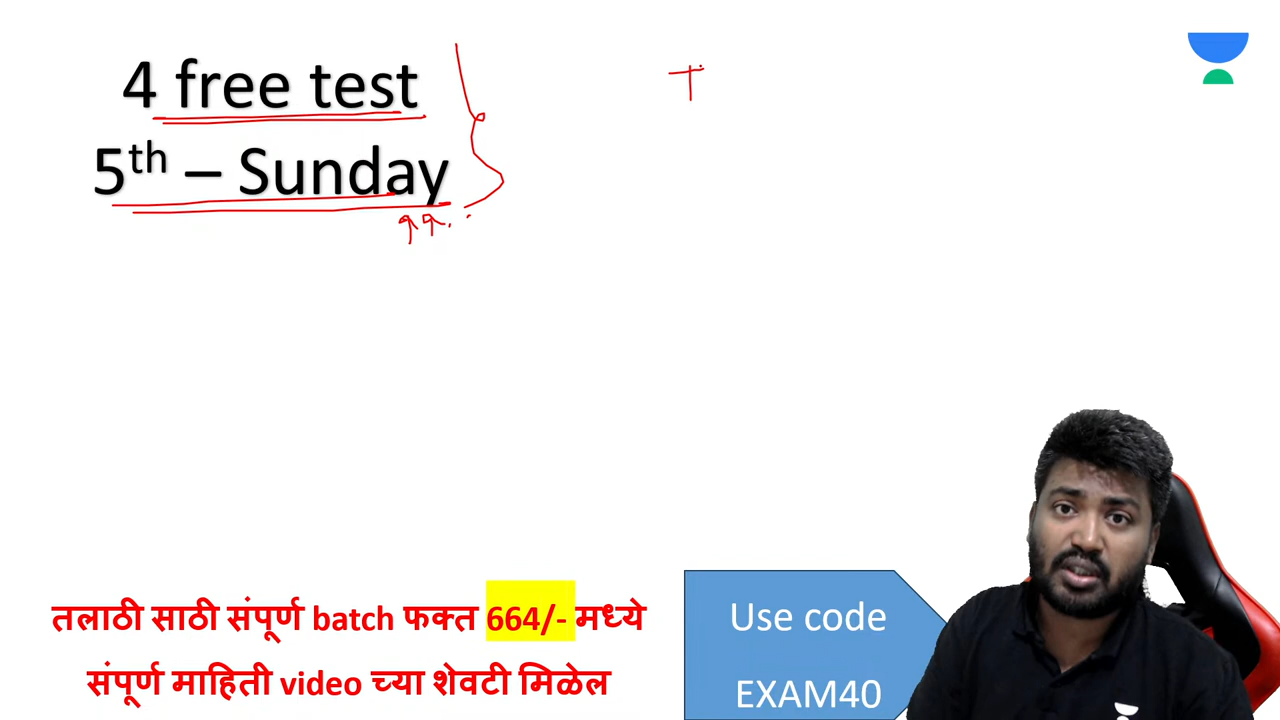 4 free test
5th – Sunday
T
तलाठी साठी संपूर्ण batch फक्त 664/- मध्ये
संपूर्ण माहिती video च्या शेवटी मिळेल
Use code
EXAM40